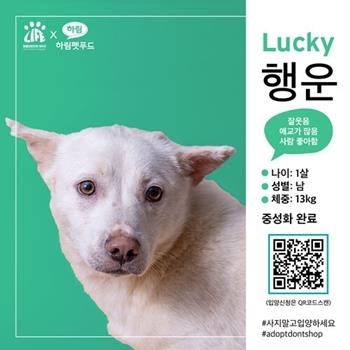 LIFE
X
하림
하림펫푸드
Lucky
행운
잘웃음
애교가 많음
사람 좋아함
• 나이: 1살
• 성별: 남
• 체중: 13kg
중성화 완료
(입양신청은 QR코드스캔)
#사지말고입양하세요
#adoptdontshop